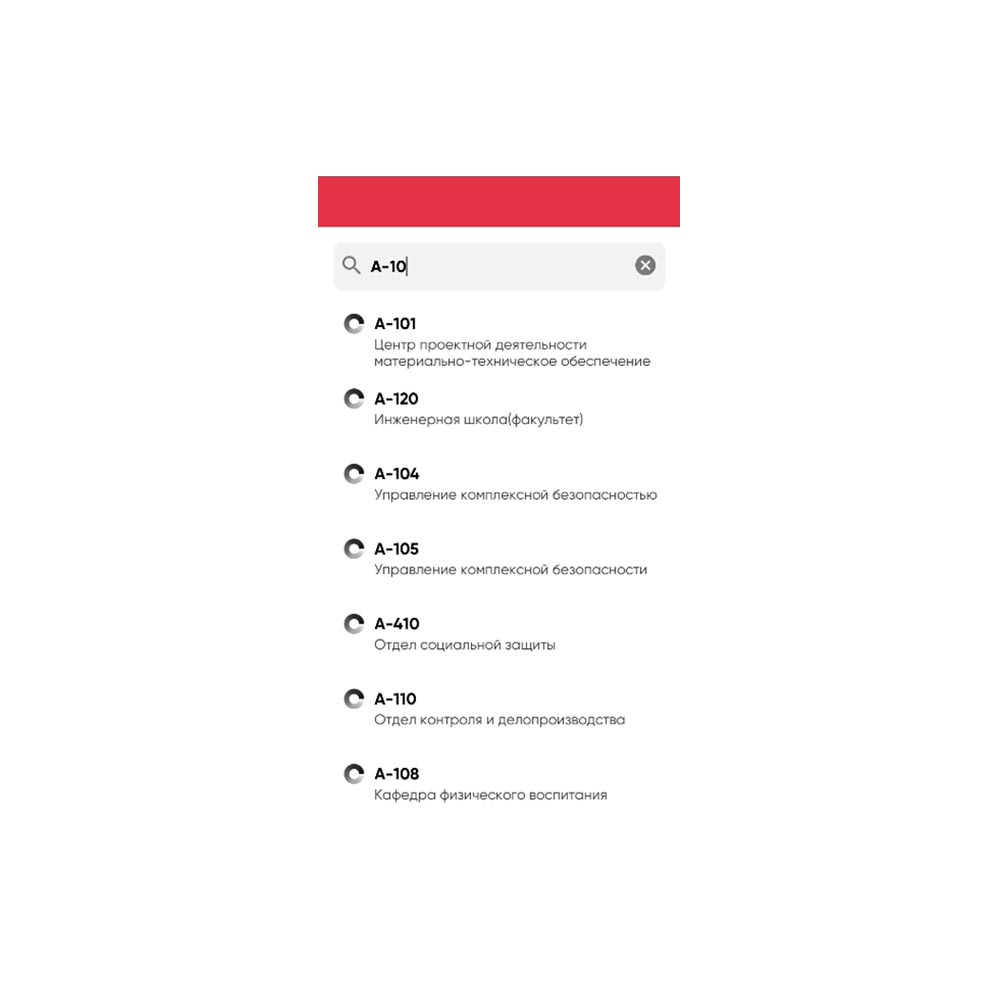 А-10
А-101
Центр проектной деятельности
материально-техническое обеспечение
А-120
Инженерная школа(факультет)
А-104
Управление комплексной безопасностью
А-105
Управление комплексной безопасности
А-410
Отдел социальной защиты
А-110
Отдел контроля и делопроизводства
А-108
Кафедра физического воспитания